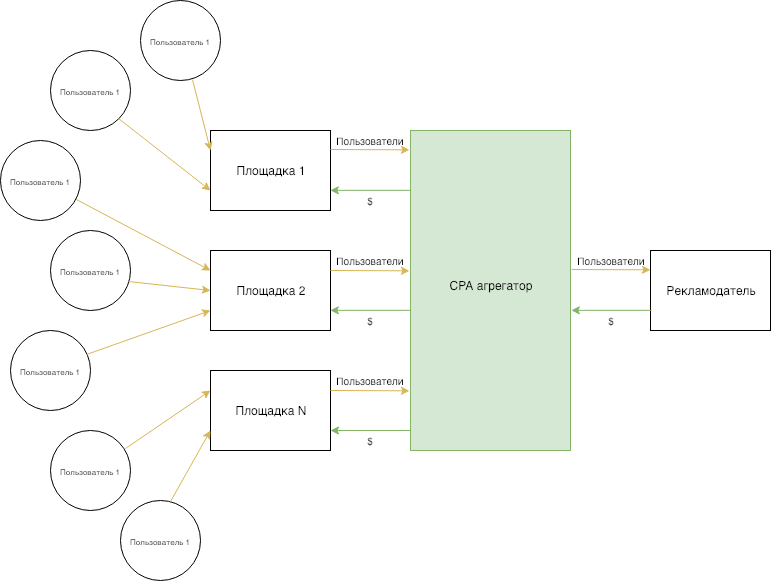 Пользователь 1
Пользователь 1
Пользователь 1
Пользователь 1
Пользователь 1
Пользователь 1
Пользователь 1
Площадка 1
Пользователи
$
Площадка 2
Пользователи
$
Площадка N
Пользователи
$
CPA агрегатор
Пользователи
$
Рекламодатель